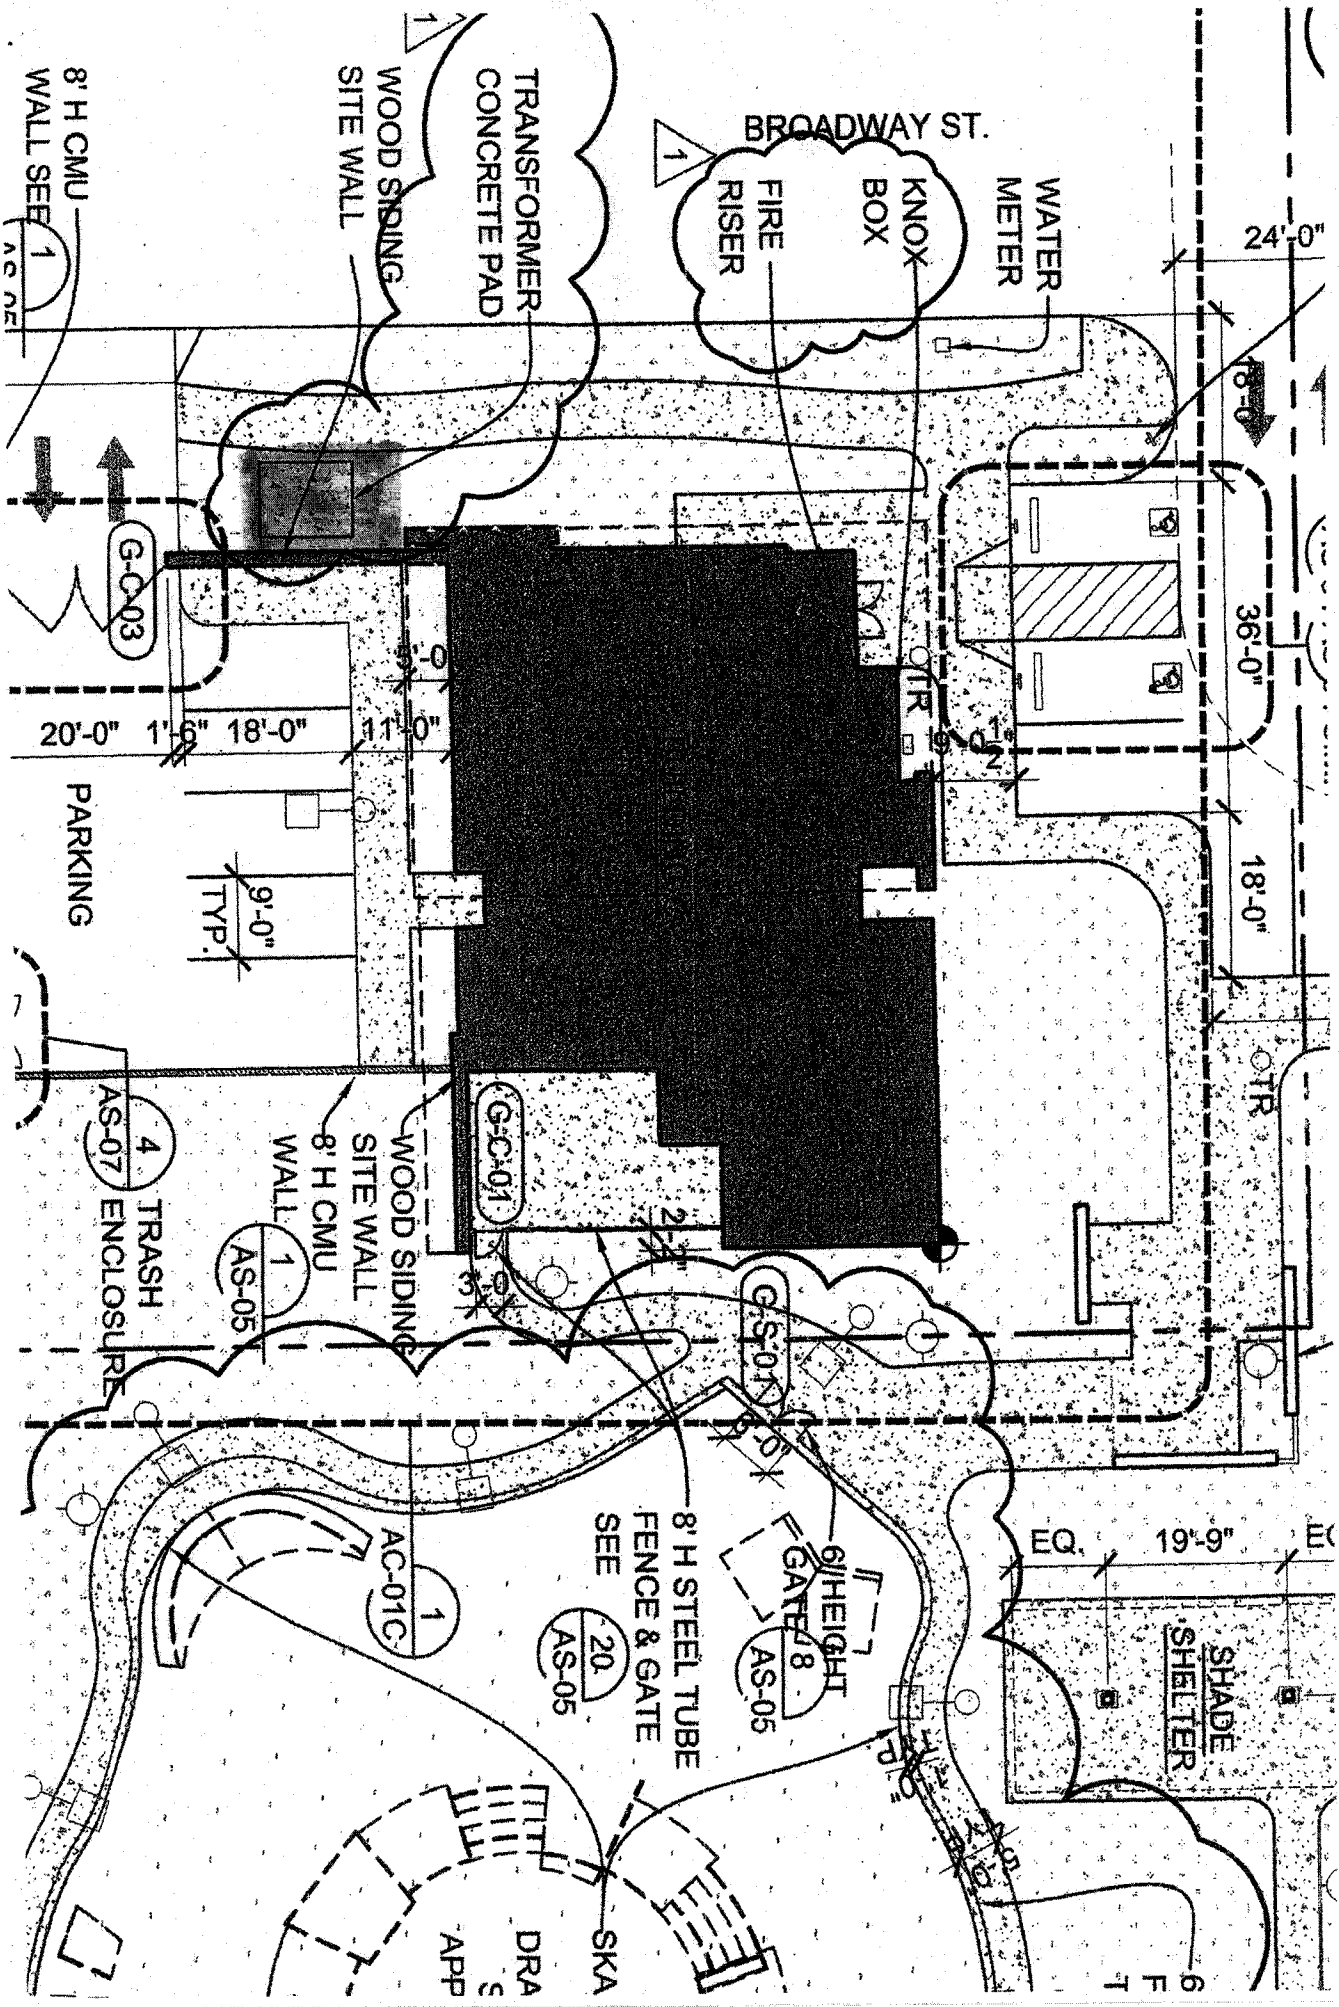 BROADWAY ST.
1
1
WATER
METER
KNOX
BOX
FIRE
RISER
TRANSFORMER
CONCRETE PAD
WOOD SIDING
SITE WALL
8' H CMU
WALL SEE
1
24'-0"
18'-0"
36'-0"
18'-0"
TR
TR
G-C-03
20'-0"
1'-6"
18'-0"
11'-0"
PARKING
9'-0"
TYP.
G-C-01
WOOD SIDING
SITE WALL
8' H CMU
WALL
1
AS-05
4
AS-07
TRASH
ENCLOSURE
3'-0"
G-S-01
6'-0"
6'HEIGHT
GATE
8
AS-05
8' H STEEL TUBE
FENCE & GATE
SEE
20
AS-05
1
AC-01C
EQ.
19'-9"
SHADE
SHELTER
SKA
DRA
S
APP
6
F
T